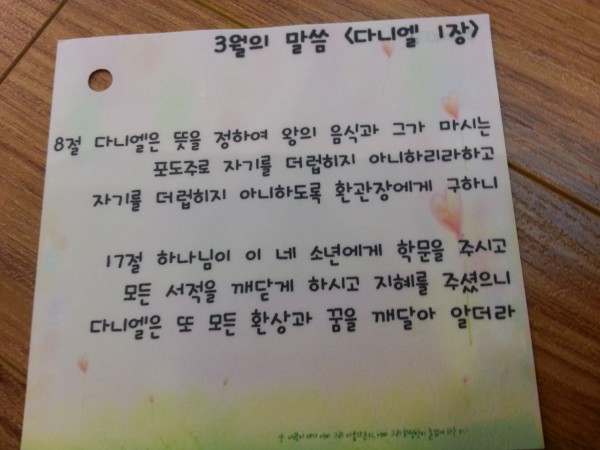 3월의 말씀 <다니엘 1장>
8절 다니엘은 뜻을 정하여 왕의 음식과 그가 마시는
포도주로 자기를 더럽히지 아니하리라하고
자기를 더럽히지 아니하도록 환관장에게 구하니
17절 하나님이 이 네 소년에게 학문을 주시고
모든 서적을 깨닫게 하시고 지혜를 주셨으니
다니엘은 또 모든 환상과 꿈을 깨달아 알더라